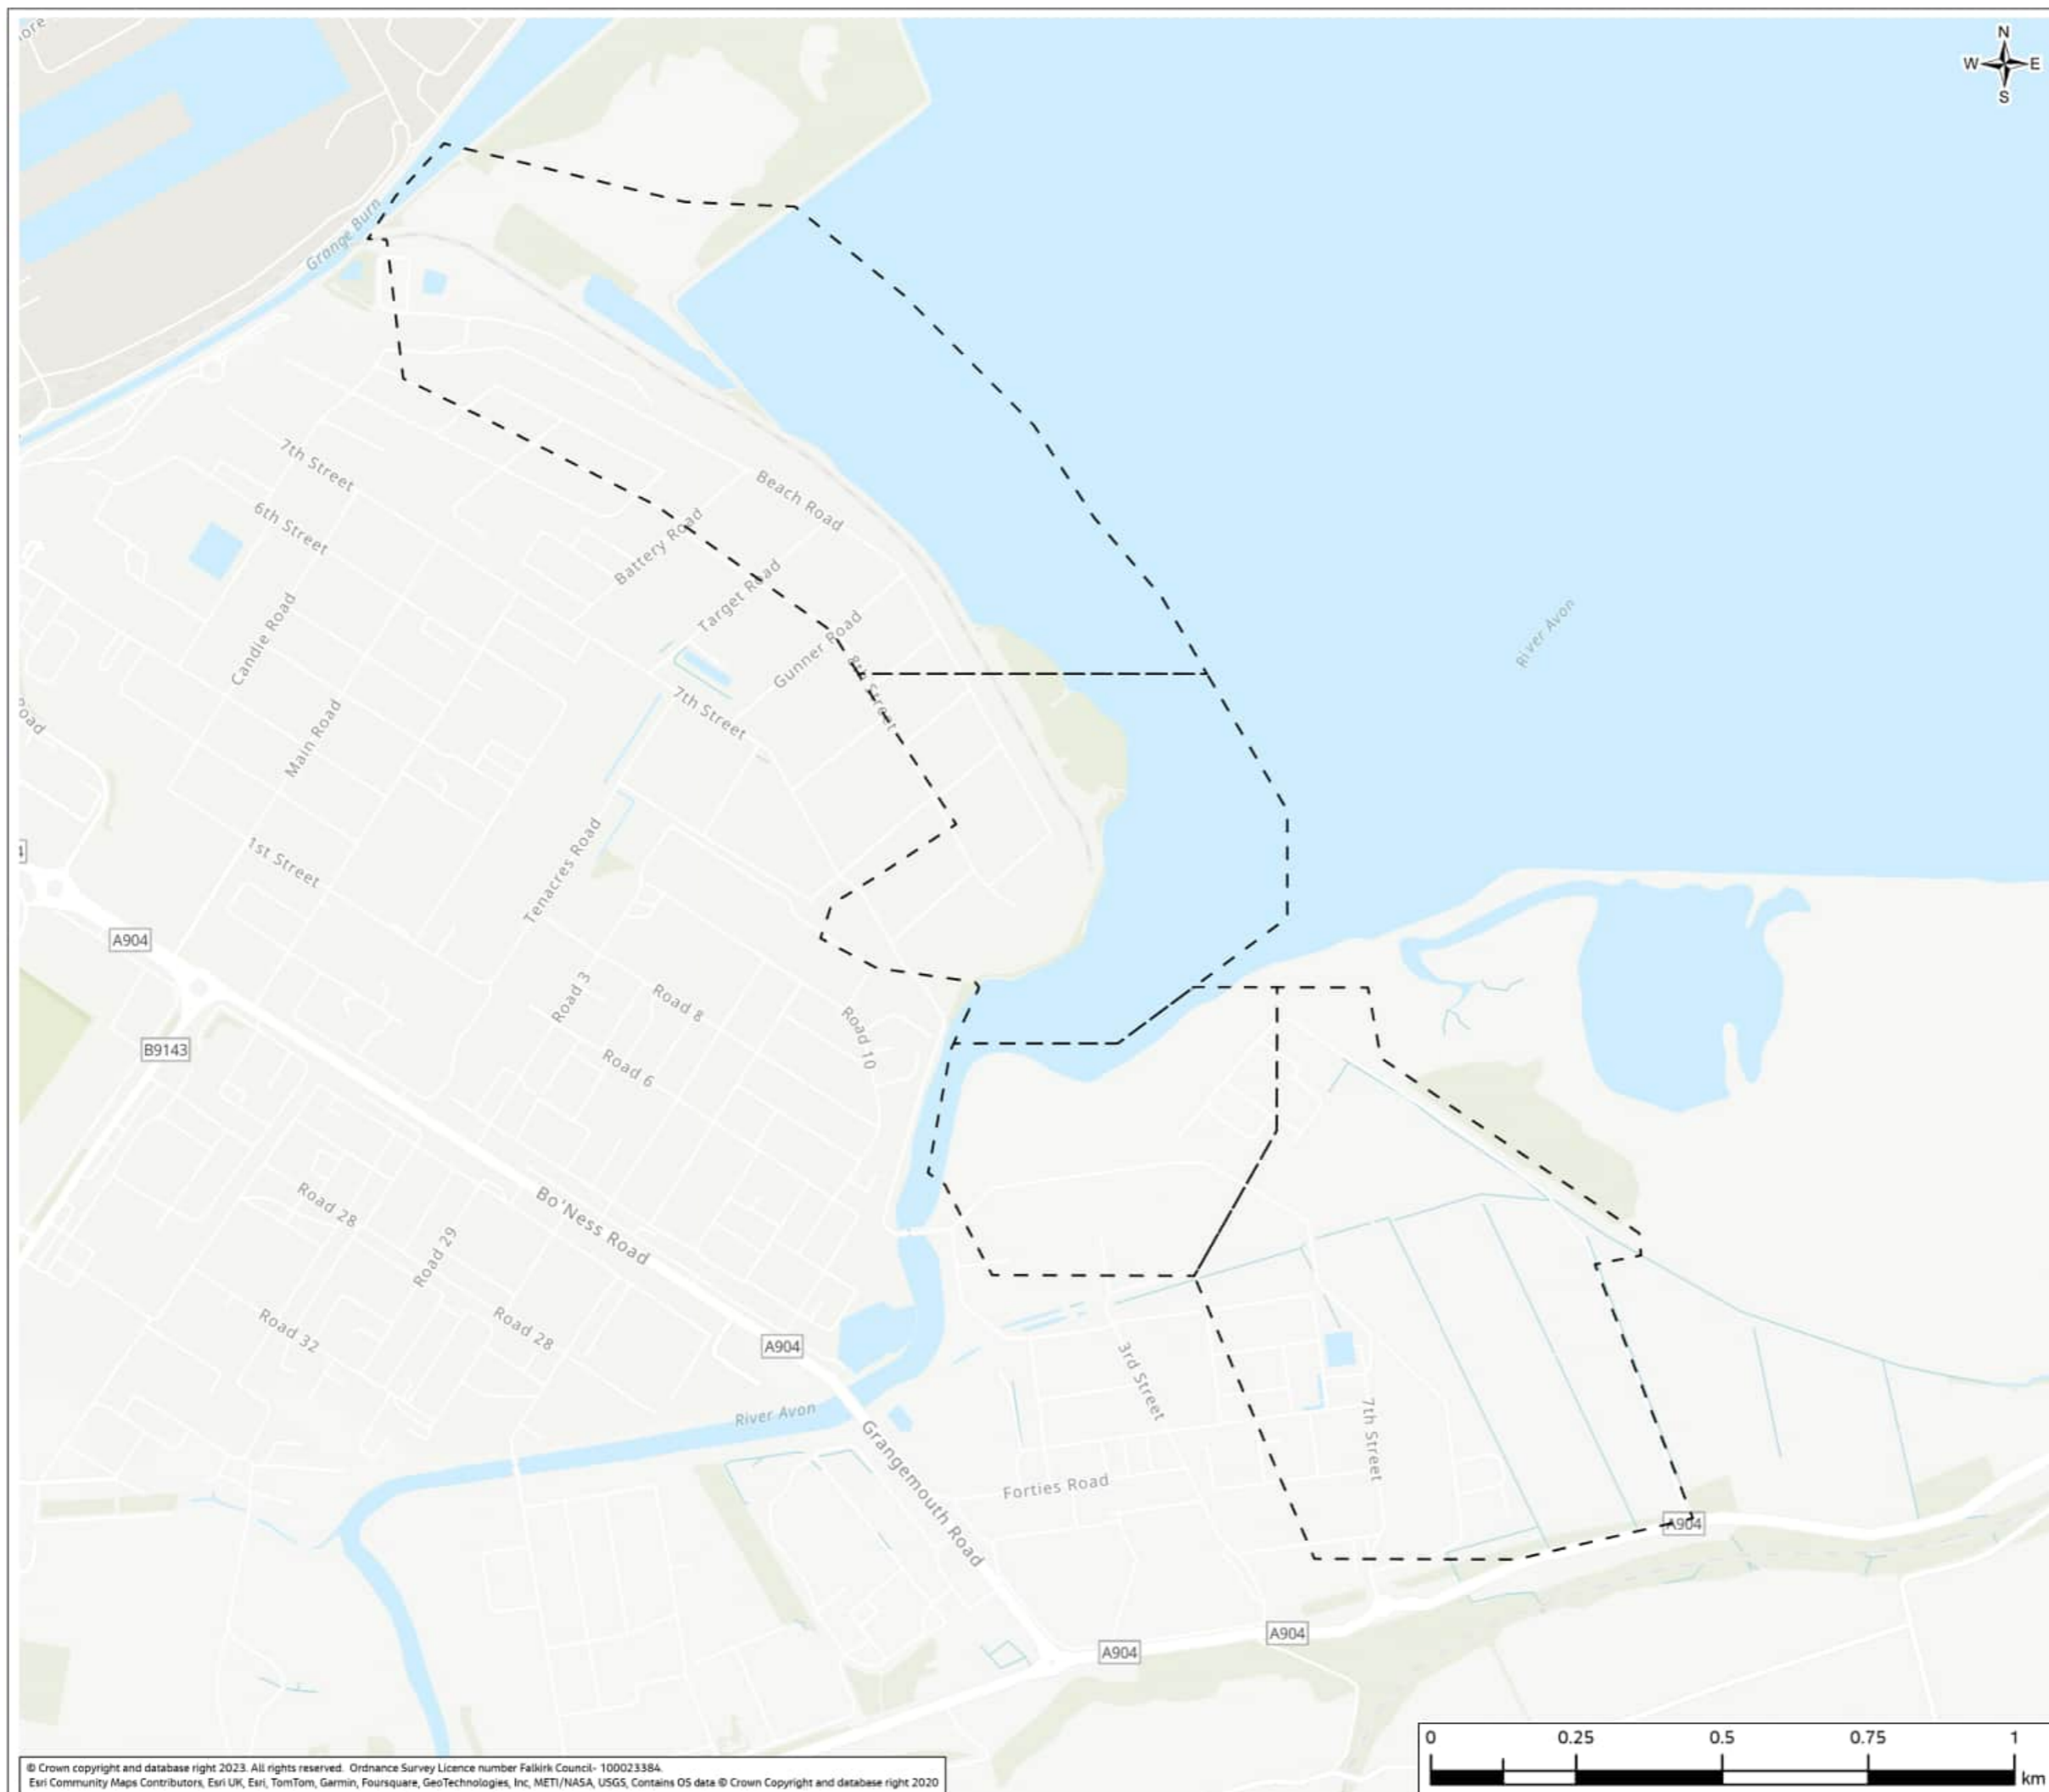 ore
N
W E
S
Grange Burn
7th Street
Beach Road
6th Street
Battery Road
Target Road
Candie Road
Gunner Road
River Avon
8th Street
7th Street
Main Road
Road
1st Street
Tenacres Road
4
A904
Road 3
Road 8
Road 10
B9143
Road 6
Road 28
Bo'Ness Road
Road 29
Road 32
Road 28
A904
3rd Street
River Avon
7th Street
Grangemouth Road
Forties Road
A904
A904
A904
0 0.25 0.5 0.75 1
km
© Crown copyright and database right 2023. All rights reserved. Ordnance Survey Licence number Falkirk Council- 100023384.
Esri Community Maps Contributors, Esri UK, Esri, TomTom, Garmin, Foursquare, GeoTechnologies, Inc, METI/NASA, USGS, Contains OS data © Crown Copyright and database right 2020